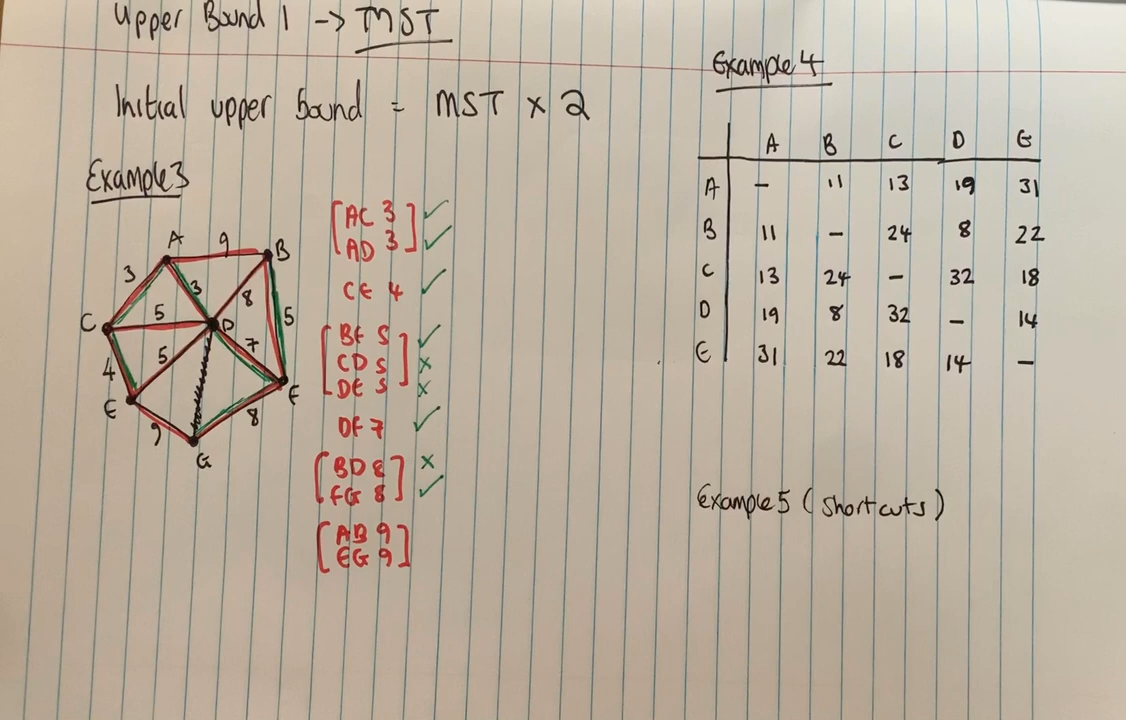 Upper Bound 1 -> MST
Initial upper bound = MST × 2
Example 3
A 9 B
3 3 8
C 5 D 5
4 5 7
E F
9 8
G
[AC 3] ✓
[AD 3] ✓
CE 4 ✓
[BF 5] ✓
[CD 5] ×
[DE 5] ×
DF 7 ✓
[BD 8] ×
[FG 8] ✓
[AB 9]
[EG 9]
Example 4
A B C D E
A - 11 13 19 31
B 11 - 24 8 22
C 13 24 - 32 18
D 19 8 32 - 14
E 31 22 18 14 -
Example 5 (shortcuts)